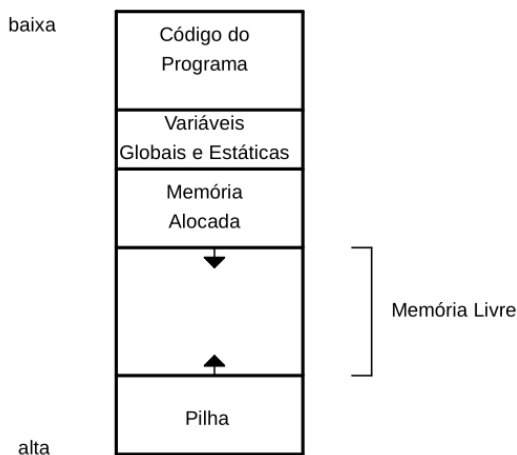 baixa
Código do
Programa
Variáveis
Globais e Estáticas
Memória
Alocada
Memória Livre
Pilha
alta